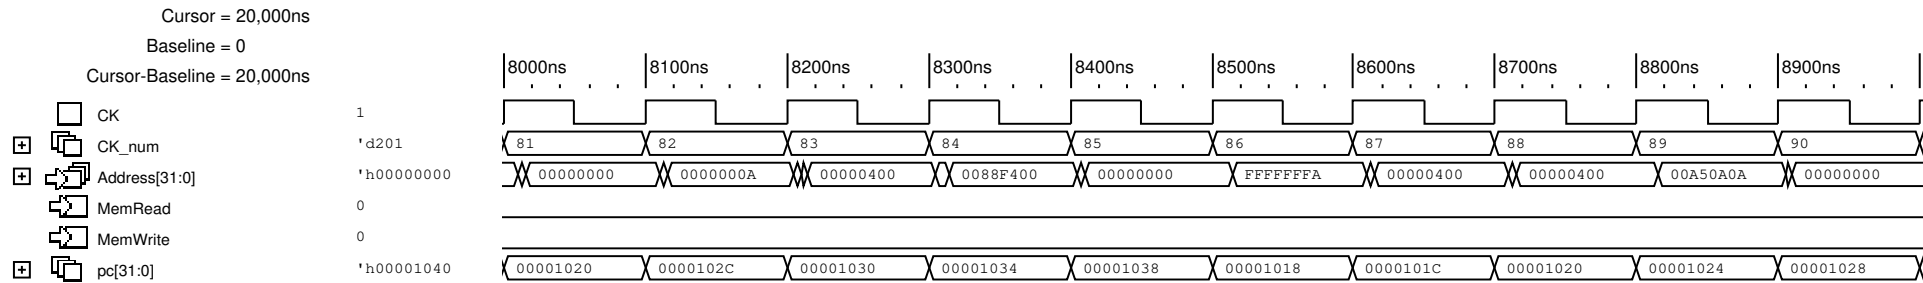 Cursor = 20,000ns
Baseline = 0
Cursor-Baseline = 20,000ns
8000ns 8100ns 8200ns 8300ns 8400ns 8500ns 8600ns 8700ns 8800ns 8900ns
CK 1
CK_num 'd201 81 82 83 84 85 86 87 88 89 90
Address[31:0] 'h00000000 00000000 0000000A 00000400 0088F400 00000000 FFFFFFFA 00000400 00000400 00A50A0A 00000000
MemRead 0
MemWrite 0
pc[31:0] 'h00001040 00001020 0000102C 00001030 00001034 00001038 00001018 0000101C 00001020 00001024 00001028